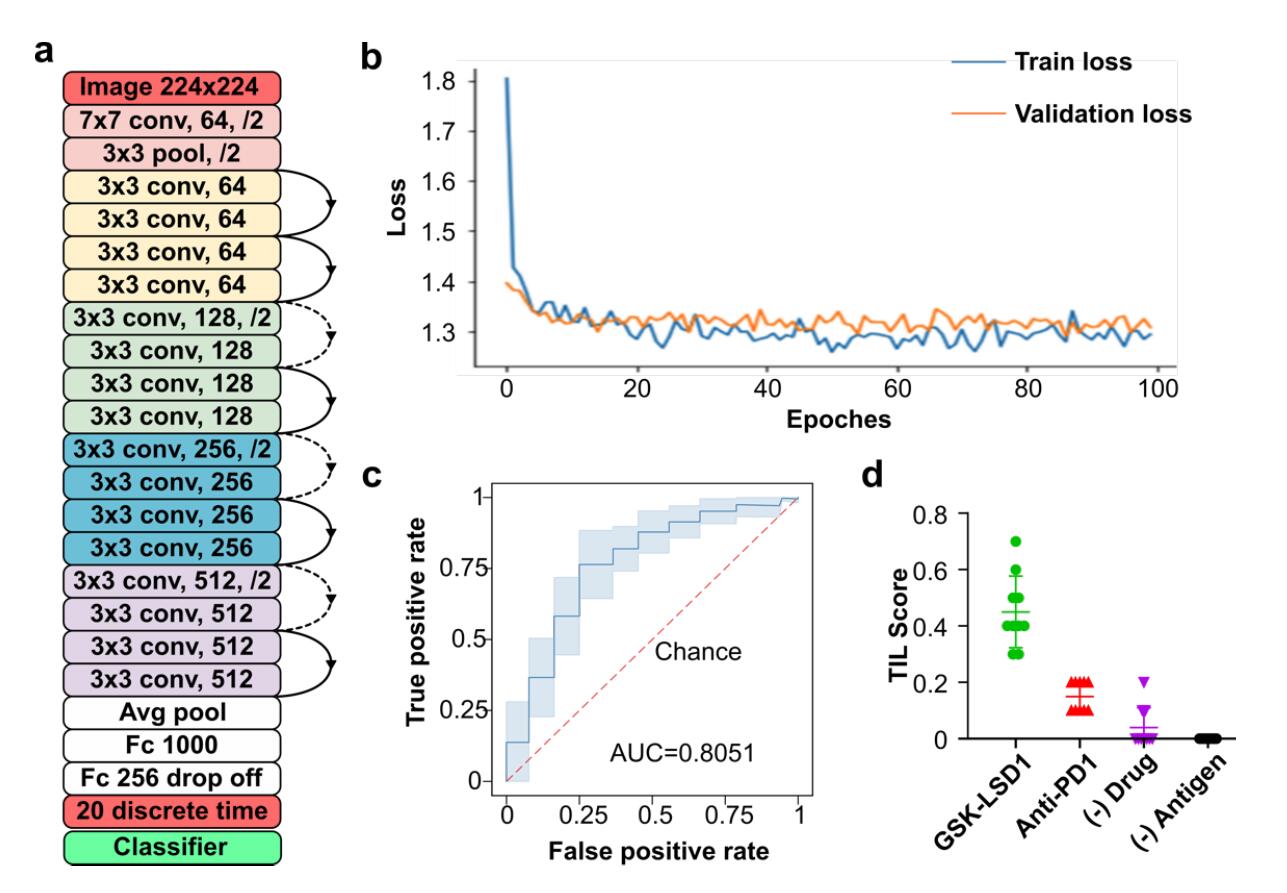 a
Image 224x224
7x7 conv, 64, /2
3x3 pool, /2
3x3 conv, 64
3x3 conv, 64
3x3 conv, 64
3x3 conv, 64
3x3 conv, 128, /2
3x3 conv, 128
3x3 conv, 128
3x3 conv, 128
3x3 conv, 256, /2
3x3 conv, 256
3x3 conv, 256
3x3 conv, 256
3x3 conv, 512, /2
3x3 conv, 512
3x3 conv, 512
3x3 conv, 512
Avg pool
Fc 1000
Fc 256 drop off
20 discrete time
Classifier
b
Train loss
Validation loss
Loss
1.8
1.7
1.6
1.5
1.4
1.3
0 20 40 60 80 100
Epoches
c
True positive rate
1
0.75
0.5
0.25
0
Chance
AUC=0.8051
0 0.25 0.5 0.75 1
False positive rate
d
TIL Score
0.8
0.6
0.4
0.2
0
GSK-LSD1
Anti-PD1
(-) Drug
(-) Antigen